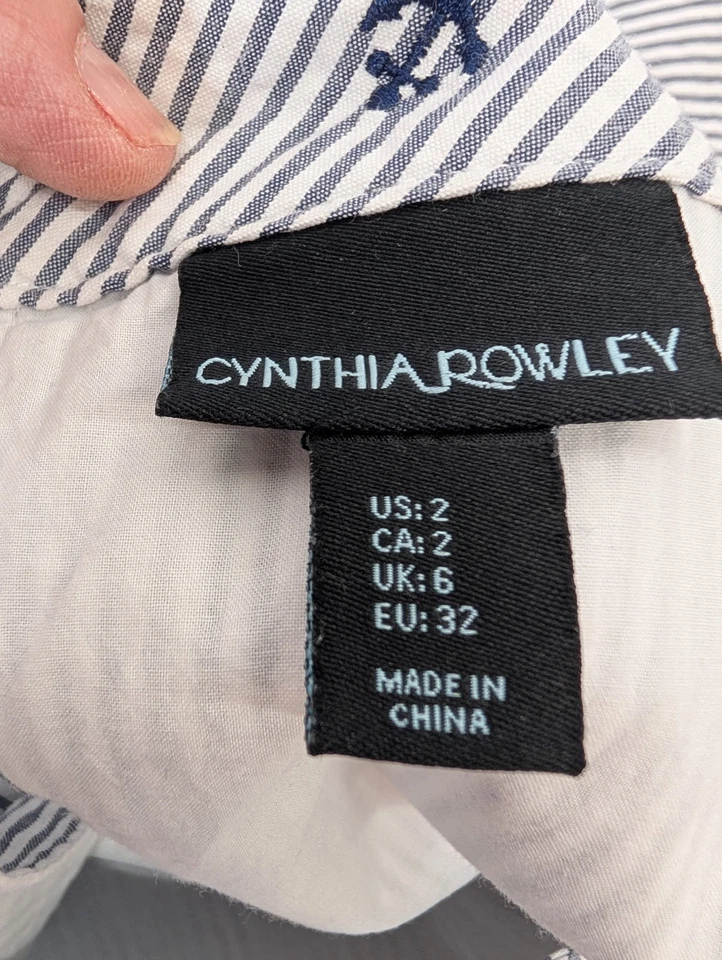 CYNTHIA ROWLEY
US: 2
CA: 2
UK: 6
EU: 32
MADE IN
CHINA